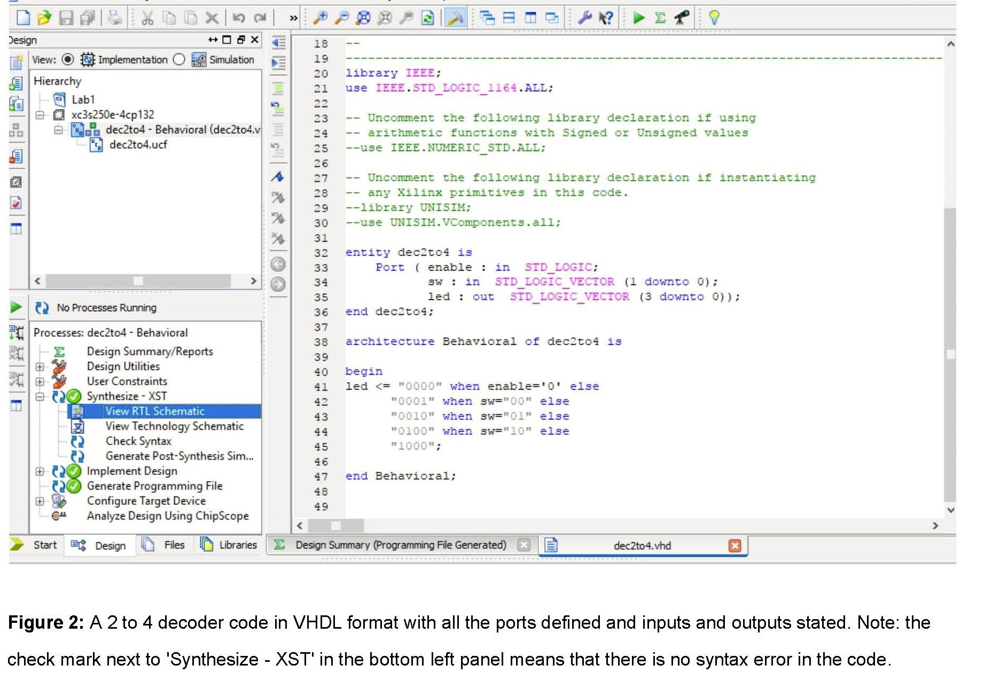 Design
View: Implementation Simulation
Hierarchy
Lab1
xc3s250e-4cp132
dec2to4 - Behavioral (dec2to4.v
dec2to4.ucf
No Processes Running
Processes: dec2to4 - Behavioral
Design Summary/Reports
Design Utilities
User Constraints
Synthesize - XST
View RTL Schematic
View Technology Schematic
Check Syntax
Generate Post-Synthesis Sim...
Implement Design
Generate Programming File
Configure Target Device
Analyze Design Using ChipScope
Start Design Files Libraries
18 --
19 ----------------------------------------------------------------------------------
20 library IEEE;
21 use IEEE.STD_LOGIC_1164.ALL;
22
23 -- Uncomment the following library declaration if using
24 -- arithmetic functions with Signed or Unsigned values
25 --use IEEE.NUMERIC_STD.ALL;
26
27 -- Uncomment the following library declaration if instantiating
28 -- any Xilinx primitives in this code.
29 --library UNISIM;
30 --use UNISIM.VComponents.all;
31
32 entity dec2to4 is
33 Port ( enable : in STD_LOGIC;
34 sw : in STD_LOGIC_VECTOR (1 downto 0);
35 led : out STD_LOGIC_VECTOR (3 downto 0));
36 end dec2to4;
37
38 architecture Behavioral of dec2to4 is
39
40 begin
41 led <= "0000" when enable='0' else
42 "0001" when sw="00" else
43 "0010" when sw="01" else
44 "0100" when sw="10" else
45 "1000";
46
47 end Behavioral;
48
49
Design Summary (Programming File Generated) dec2to4.vhd
Figure 2: A 2 to 4 decoder code in VHDL format with all the ports defined and inputs and outputs stated. Note: the
check mark next to 'Synthesize - XST' in the bottom left panel means that there is no syntax error in the code.